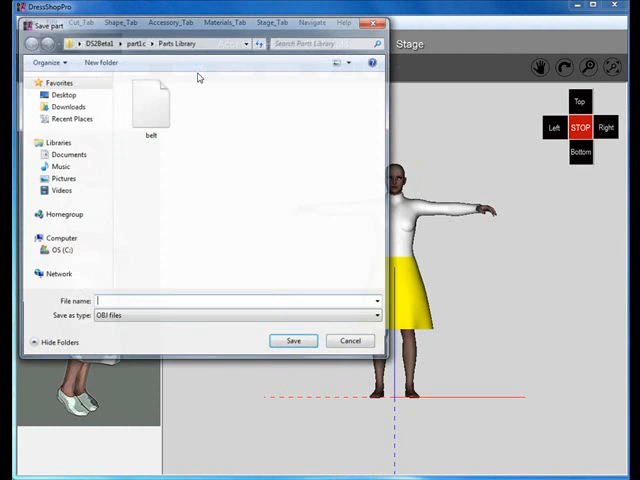 DressShopPro
Save part
Cut_Tab Shape_Tab Accessory_Tab Materials_Tab Stage_Tab Navigate Help
DS2Beta1 part1c Parts Library
Search Parts Library
Stage
Organize New folder
Favorites
Desktop
Downloads
Recent Places
Libraries
Documents
Music
Pictures
Videos
Homegroup
Computer
OS (C:)
Network
belt
Top
Left STOP Right
Bottom
File name:
Save as type: OBJ files
Hide Folders
Save Cancel